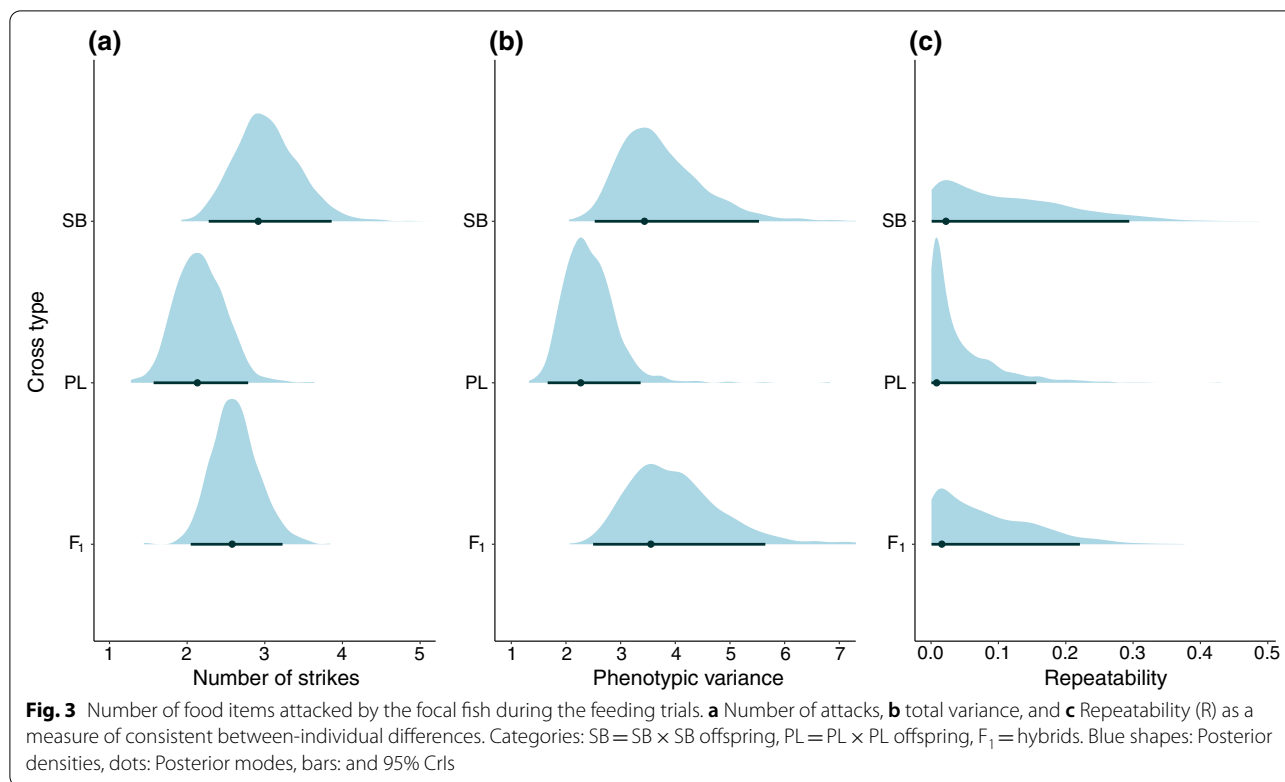 (a)
(b)
(c)
Cross type
SB
PL
F₁
SB
PL
F₁
SB
PL
F₁
1 2 3 4 5
Number of strikes
1 2 3 4 5 6 7
Phenotypic variance
0.0 0.1 0.2 0.3 0.4 0.5
Repeatability
Fig. 3 Number of food items attacked by the focal fish during the feeding trials. a Number of attacks, b total variance, and c Repeatability (R) as a
measure of consistent between-individual differences. Categories: SB = SB × SB offspring, PL = PL × PL offspring, F₁ = hybrids. Blue shapes: Posterior
densities, dots: Posterior modes, bars: and 95% CrIs